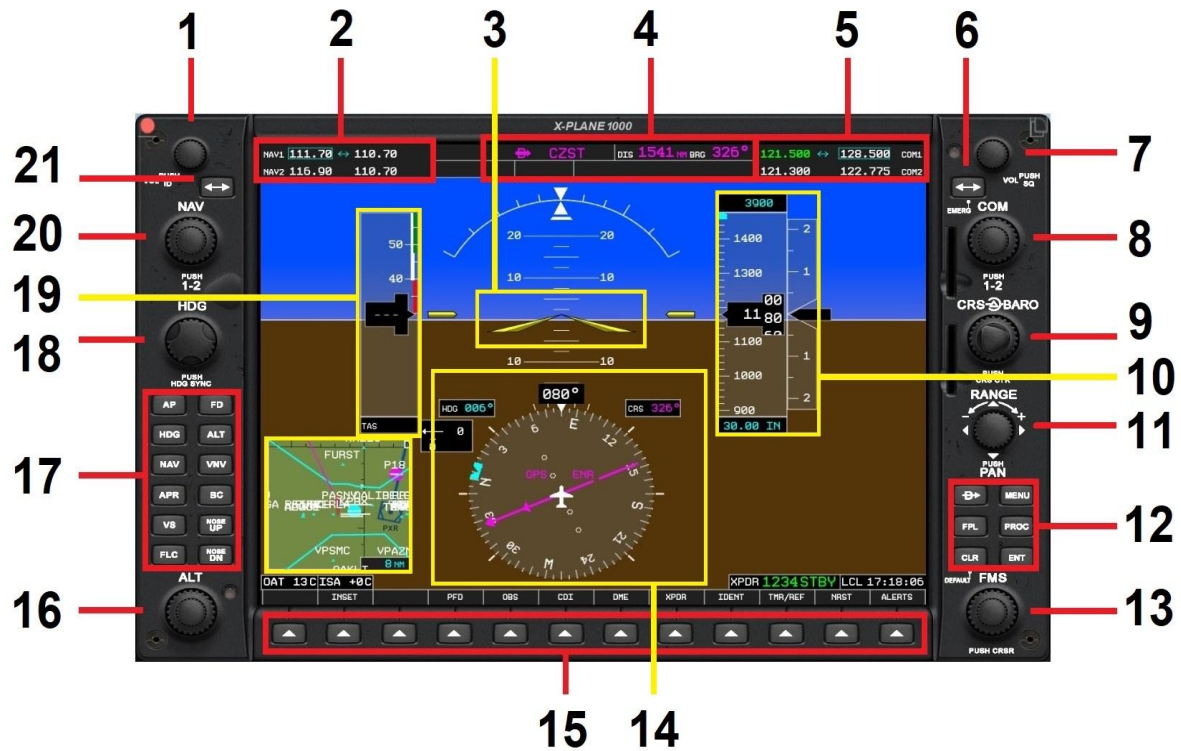 1 2 3 4 5 6
X-PLANE 1000
NAV1 111.70 ↔ 110.70
CZST DIS 1541 NM BRG 326°
121.500 ↔ 128.500 COM1
NAV2 116.90 110.70
121.300 122.775 COM2
7
21
VOL PUSH ID
VOL PUSH SQ
NAV
EMERG
COM
20
8
PUSH 1-2
PUSH 1-2
3900
20 20
50
40
10 10
10 10
1400
1300
11
00
80
1100
1000
900
2
1
1
2
30.00 IN
TAS
19
HDG
CRS BARO
9
18
10
PUSH HDG SYNC
PUSH
RANGE
- +
11
PUSH
PAN
AP FD
HDG ALT
NAV VNV
APR BC
VS NOSE UP
FLC NOSE DN
17
MENU
FPL PROC
CLR ENT
12
080°
HDG 006°
CRS 326°
0
GPS ENR
N 3 6 E 12 15 S 21 24 W 30 33
FURST
P18
PXR
VPSMC
8 NM
OAT 13C ISA +0C
XPDR 1234 STBY LCL 17:18:06
INSET PFD OBS CDI DME XPDR IDENT TMR/REF NRST ALERTS
ALT
16
DEFAULT
FMS
13
PUSH CRSR
15 14